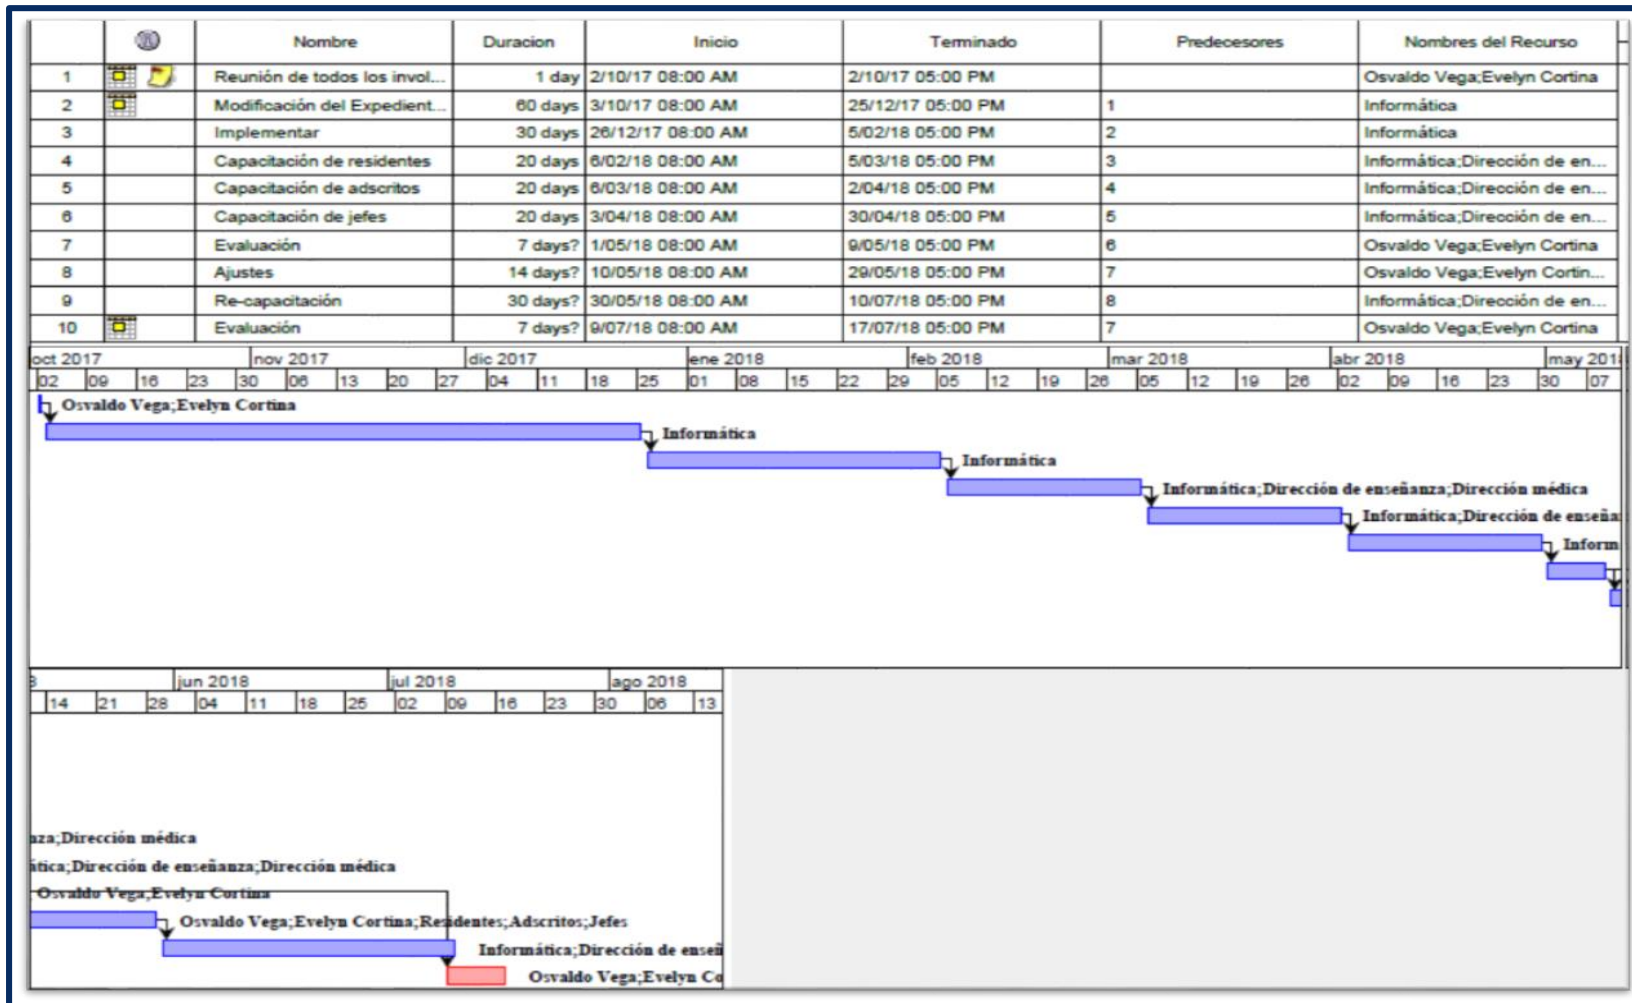 Nombre Duracion Inicio Terminado Predecesores Nombres del Recurso
1 Reunión de todos los invol... 1 day 2/10/17 08:00 AM 2/10/17 05:00 PM Osvaldo Vega;Evelyn Cortina
2 Modificación del Expedient... 60 days 3/10/17 08:00 AM 25/12/17 05:00 PM 1 Informática
3 Implementar 30 days 26/12/17 08:00 AM 5/02/18 05:00 PM 2 Informática
4 Capacitación de residentes 20 days 6/02/18 08:00 AM 5/03/18 05:00 PM 3 Informática;Dirección de en...
5 Capacitación de adscritos 20 days 6/03/18 08:00 AM 2/04/18 05:00 PM 4 Informática;Dirección de en...
6 Capacitación de jefes 20 days 3/04/18 08:00 AM 30/04/18 05:00 PM 5 Informática;Dirección de en...
7 Evaluación 7 days? 1/05/18 08:00 AM 9/05/18 05:00 PM 6 Osvaldo Vega;Evelyn Cortina
8 Ajustes 14 days? 10/05/18 08:00 AM 29/05/18 05:00 PM 7 Osvaldo Vega;Evelyn Cortin...
9 Re-capacitación 30 days? 30/05/18 08:00 AM 10/07/18 05:00 PM 8 Informática;Dirección de en...
10 Evaluación 7 days? 9/07/18 08:00 AM 17/07/18 05:00 PM 7 Osvaldo Vega;Evelyn Cortina
oct 2017 nov 2017 dic 2017 ene 2018 feb 2018 mar 2018 abr 2018 may 201
02 09 16 23 30 06 13 20 27 04 11 18 25 01 08 15 22 29 05 12 19 26 05 12 19 26 02 09 16 23 30 07
Osvaldo Vega;Evelyn Cortina
Informática
Informática
Informática;Dirección de enseñanza;Dirección médica
Informática;Dirección de enseña
Inform
8 jun 2018 jul 2018 ago 2018
14 21 28 04 11 18 25 02 09 16 23 30 06 13
nza;Dirección médica
ática;Dirección de enseñanza;Dirección médica
Osvaldo Vega;Evelyn Cortina
Osvaldo Vega;Evelyn Cortina;Residentes;Adscritos;Jefes
Informática;Dirección de enseñ
Osvaldo Vega;Evelyn Co